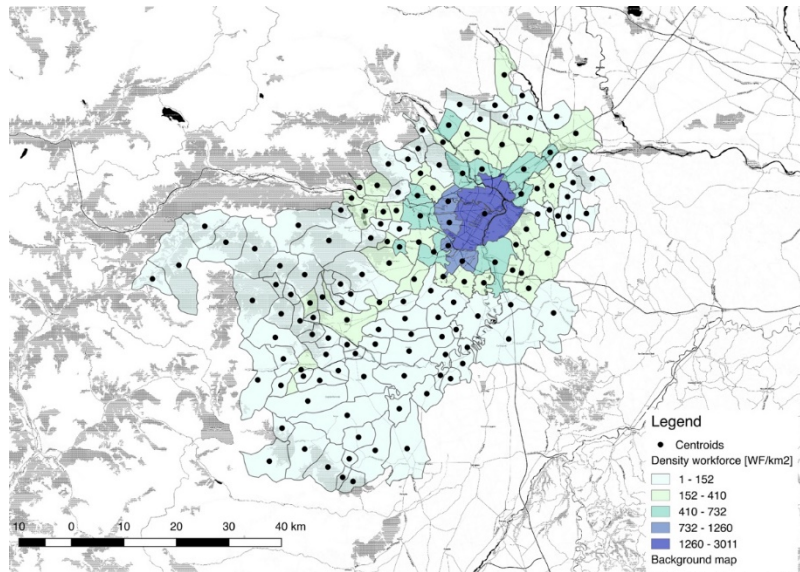 Legend
Centroids
Density workforce [WF/km2]
1 - 152
152 - 410
410 - 732
732 - 1260
1260 - 3011
Background map
10 0 10 20 30 40 km